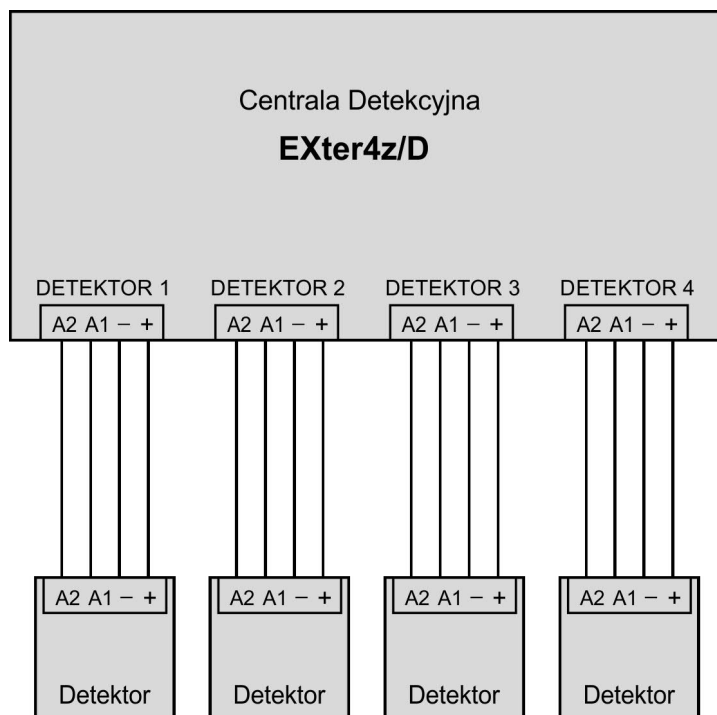 Centrala Detekcyjna
EXter4z/D
DETEKTOR 1 DETEKTOR 2 DETEKTOR 3 DETEKTOR 4
A2 A1 – + A2 A1 – + A2 A1 – + A2 A1 – +
A2 A1 – + A2 A1 – + A2 A1 – + A2 A1 – +
Detektor Detektor Detektor Detektor